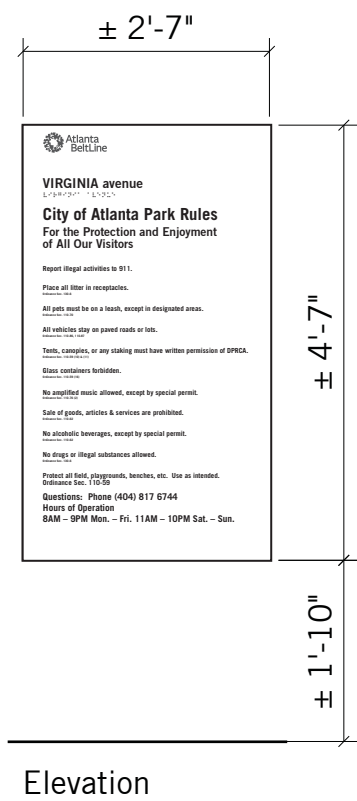 ± 2'-7"
Atlanta
BeltLine
VIRGINIA avenue
City of Atlanta Park Rules
For the Protection and Enjoyment
of All Our Visitors
Report illegal activities to 911.
Place all litter in receptacles.
All pets must be on a leash, except in designated areas.
All vehicles stay on paved roads or lots.
Tents, canopies, or any staking must have written permission of DPRCA.
Glass containers forbidden.
No amplified music allowed, except by special permit.
Sale of goods, articles & services are prohibited.
No alcoholic beverages, except by special permit.
No drugs or illegal substances allowed.
Protect all field, playgrounds, benches, etc. Use as intended.
Ordinance Sec. 110-59
Questions: Phone (404) 817 6744
Hours of Operation
8AM – 9PM Mon. – Fri. 11AM – 10PM Sat. – Sun.
± 4'-7"
± 1'-10"
Elevation